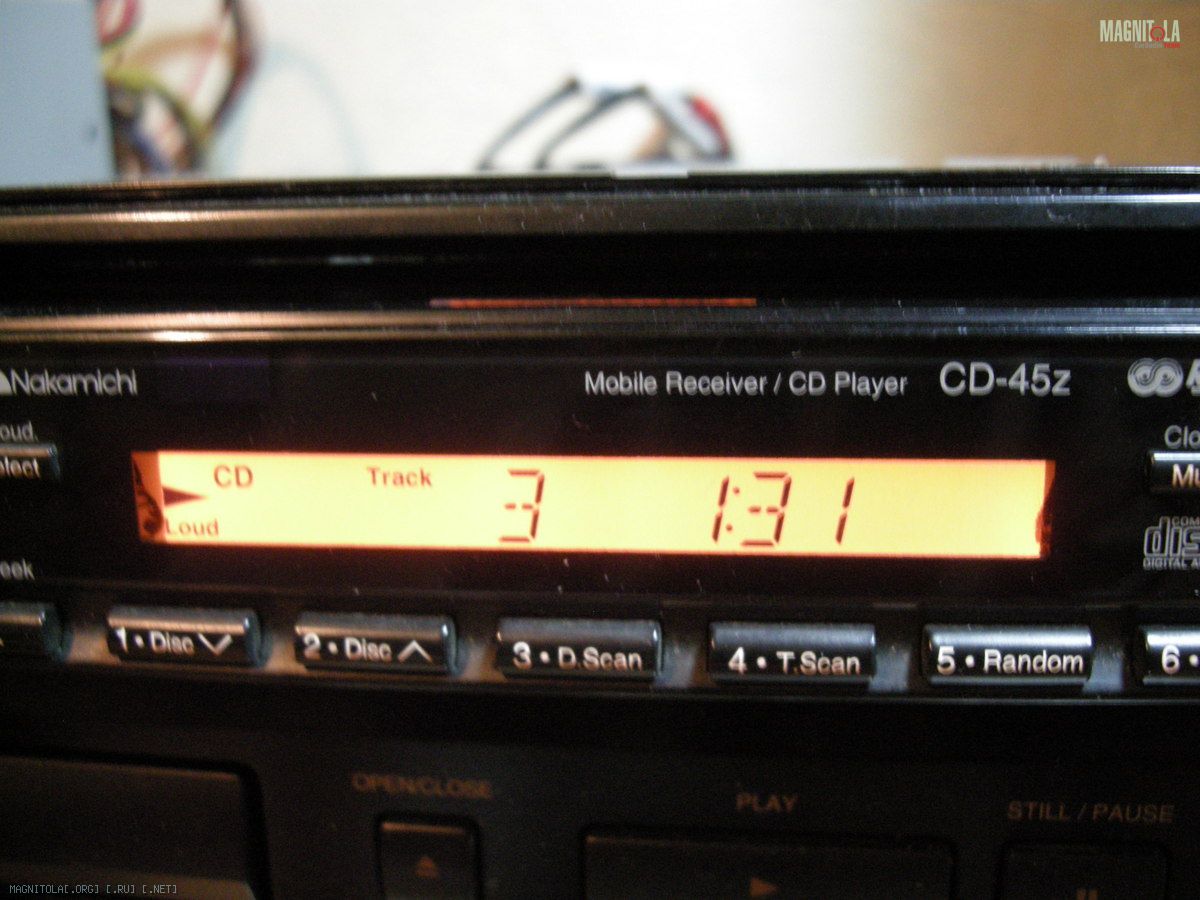 MAGNITOLA
Nakamichi
Mobile Receiver / CD Player CD-45z
CD Track 3 1:31
Loud
1 • Disc
2 • Disc
3 • D.Scan
4 • T.Scan
5 • Random
6 •
OPEN/CLOSE
PLAY
STILL / PAUSE
MAGNITOLA[.ORG] [.RU] [.NET]